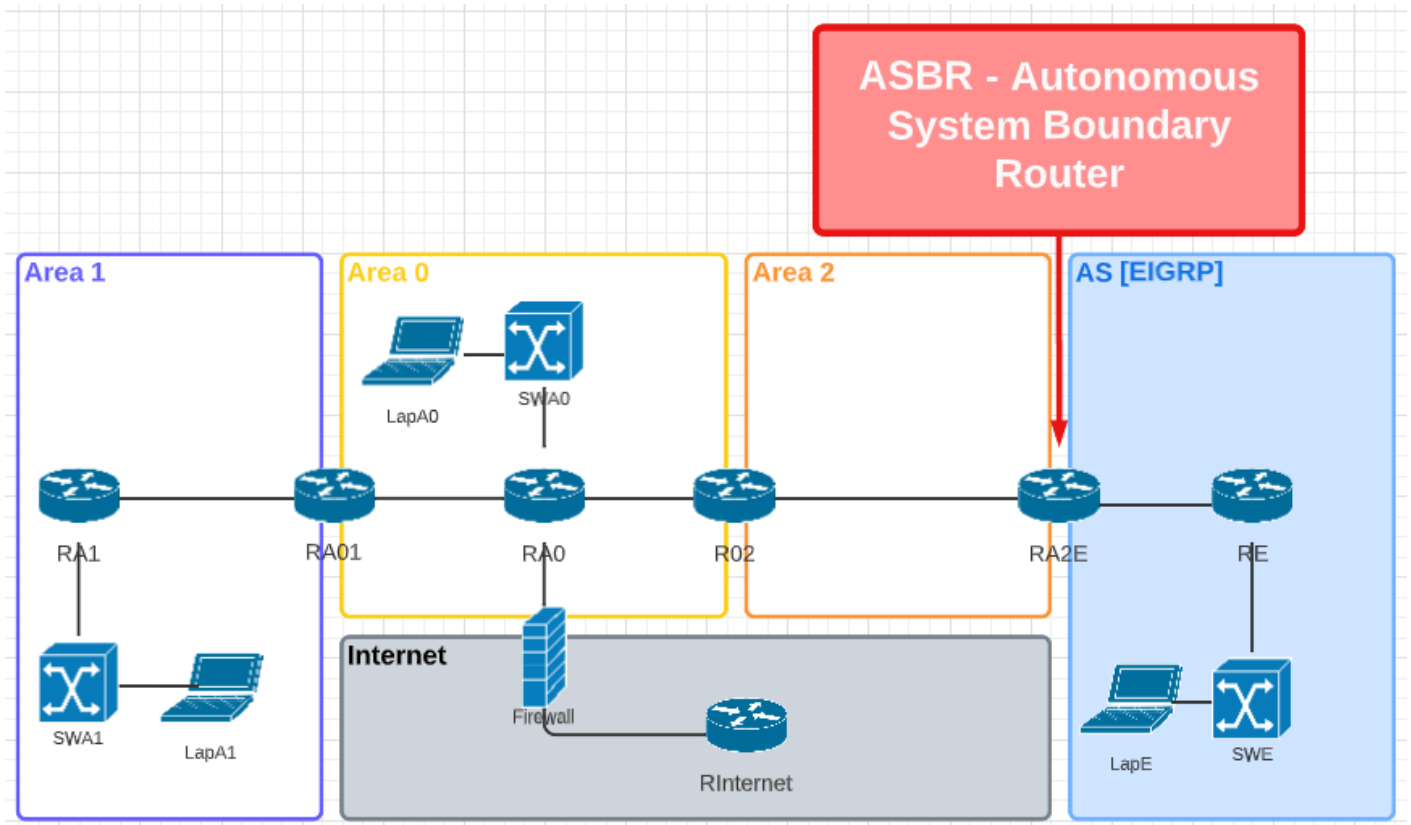 ASBR - Autonomous
System Boundary
Router
Area 1
Area 0
Area 2
AS [EIGRP]
LapA0
SWA0
RA1
RA01
RA0
R02
RA2E
RE
Internet
Firewall
SWA1
LapA1
RInternet
LapE
SWE